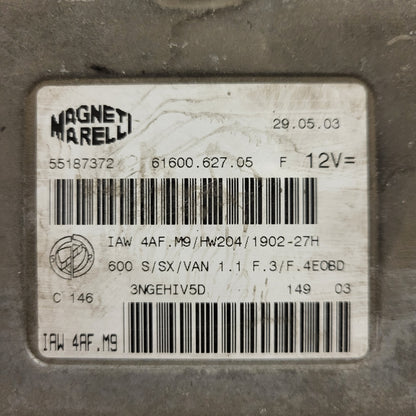 MAGNETI
MARELLI
29.05.03
55187372 61600.627.05 F 12V=
IAW 4AF.M9/HW204/1902-27H
600 S/SX/VAN 1.1 F.3/F.4EOBD
C 146 3NGEHIV5D 149 03
IAW 4AF.M9